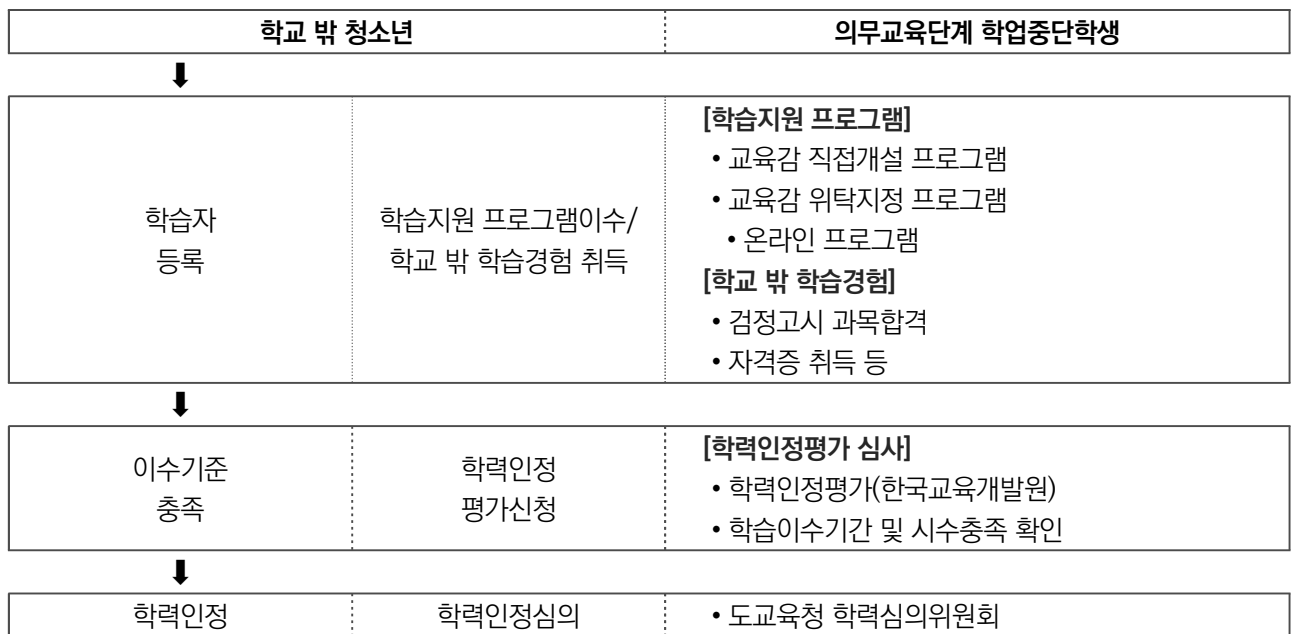 학교 밖 청소년
의무교육단계 학업중단학생
⬇
학습자
등록
학습지원 프로그램이수/
학교 밖 학습경험 취득
[학습지원 프로그램]
• 교육감 직접개설 프로그램
• 교육감 위탁지정 프로그램
• 온라인 프로그램
[학교 밖 학습경험]
• 검정고시 과목합격
• 자격증 취득 등
⬇
이수기준
충족
학력인정
평가신청
[학력인정평가 심사]
• 학력인정평가(한국교육개발원)
• 학습이수기간 및 시수충족 확인
⬇
학력인정
학력인정심의
• 도교육청 학력심의위원회